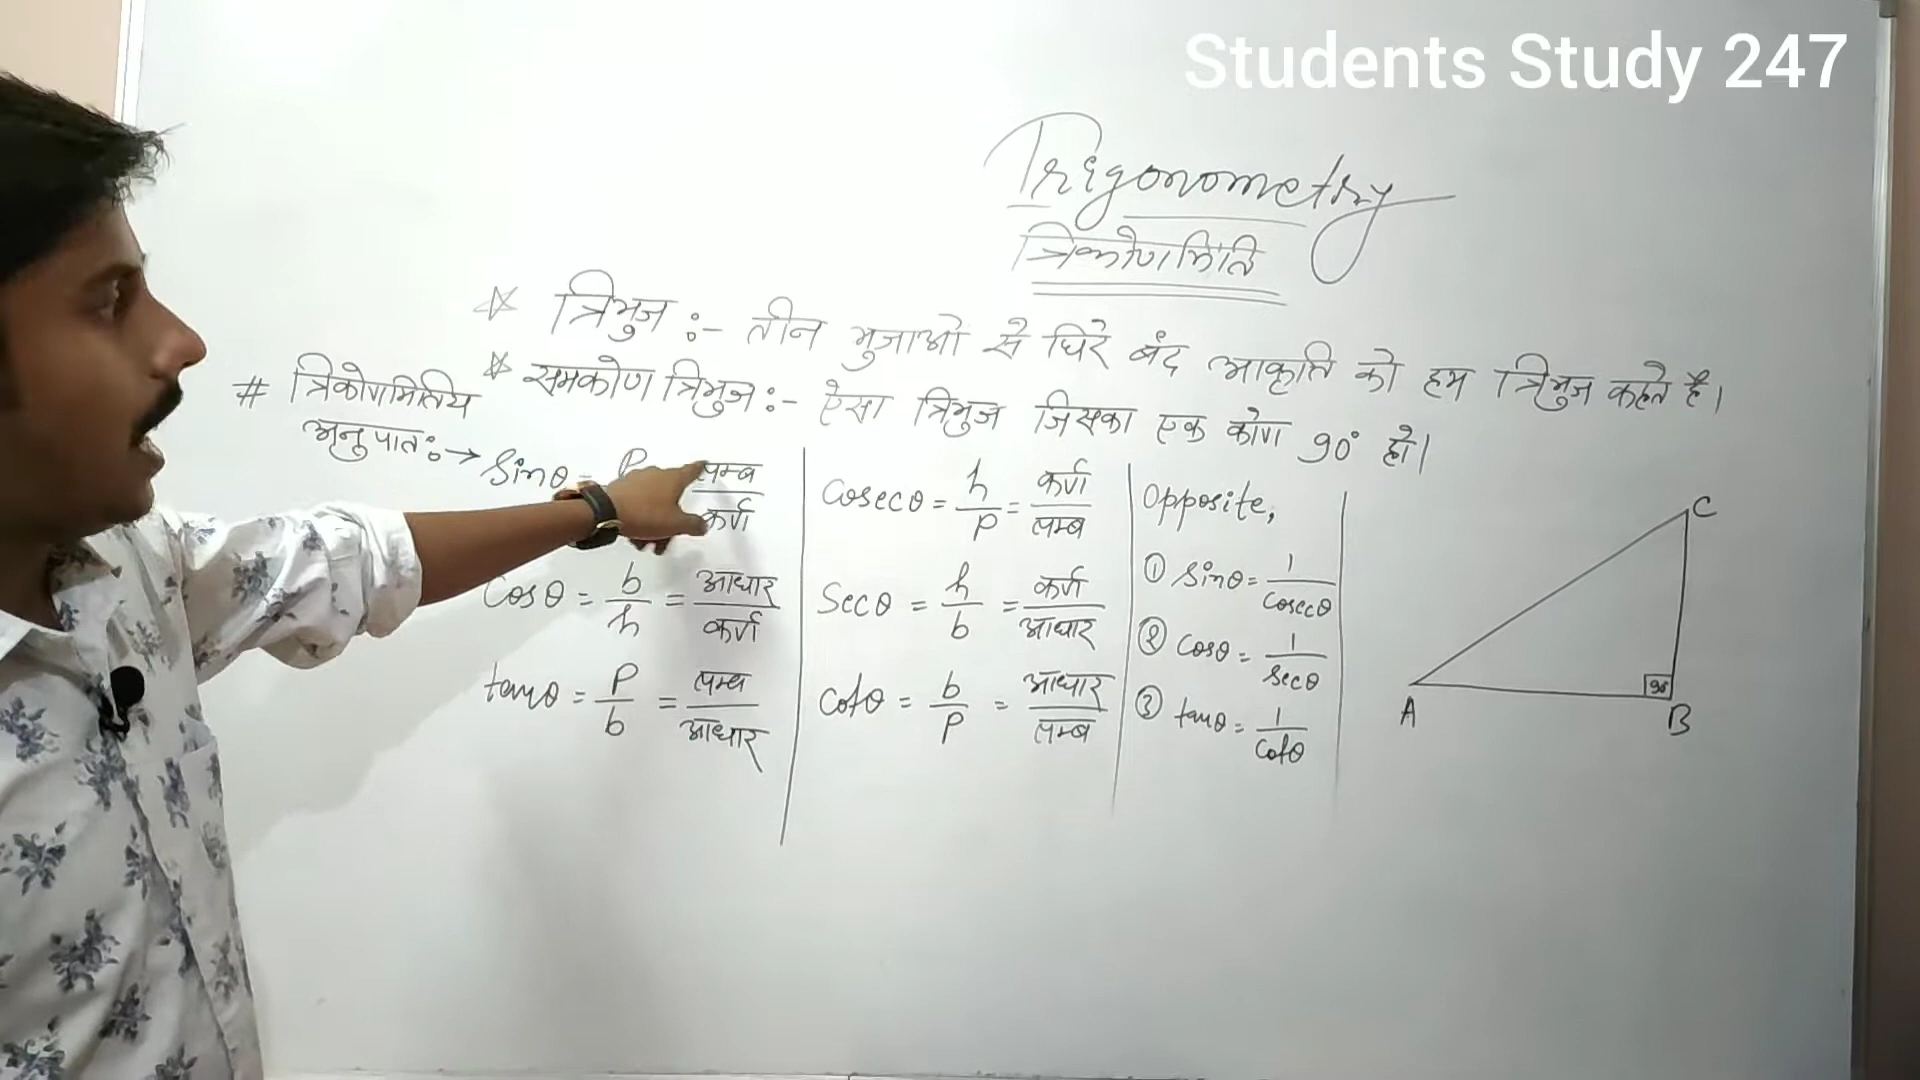 Students Study 247
Trigonometry
त्रिकोणमिति
☆ त्रिभुज :- तीन भुजाओ से घिरे बंद आकृति को हम त्रिभुज कहते है।
☆ समकोण त्रिभुज :- ऐसा त्रिभुज जिसका एक कोण 90° हो।
# त्रिकोणमितिय
अनुपात :→
sinθ = P लम्ब/कर्ण
Cosθ = b/h = आधार/कर्ण
tanθ = P/b = लम्ब/आधार
Cosecθ = h/P = कर्ण/लम्ब
Secθ = h/b = कर्ण/आधार
Cotθ = b/P = आधार/लम्ब
Opposite,
① sinθ = 1/cosecθ
② cosθ = 1/secθ
③ tanθ = 1/cotθ
C
90
A
B